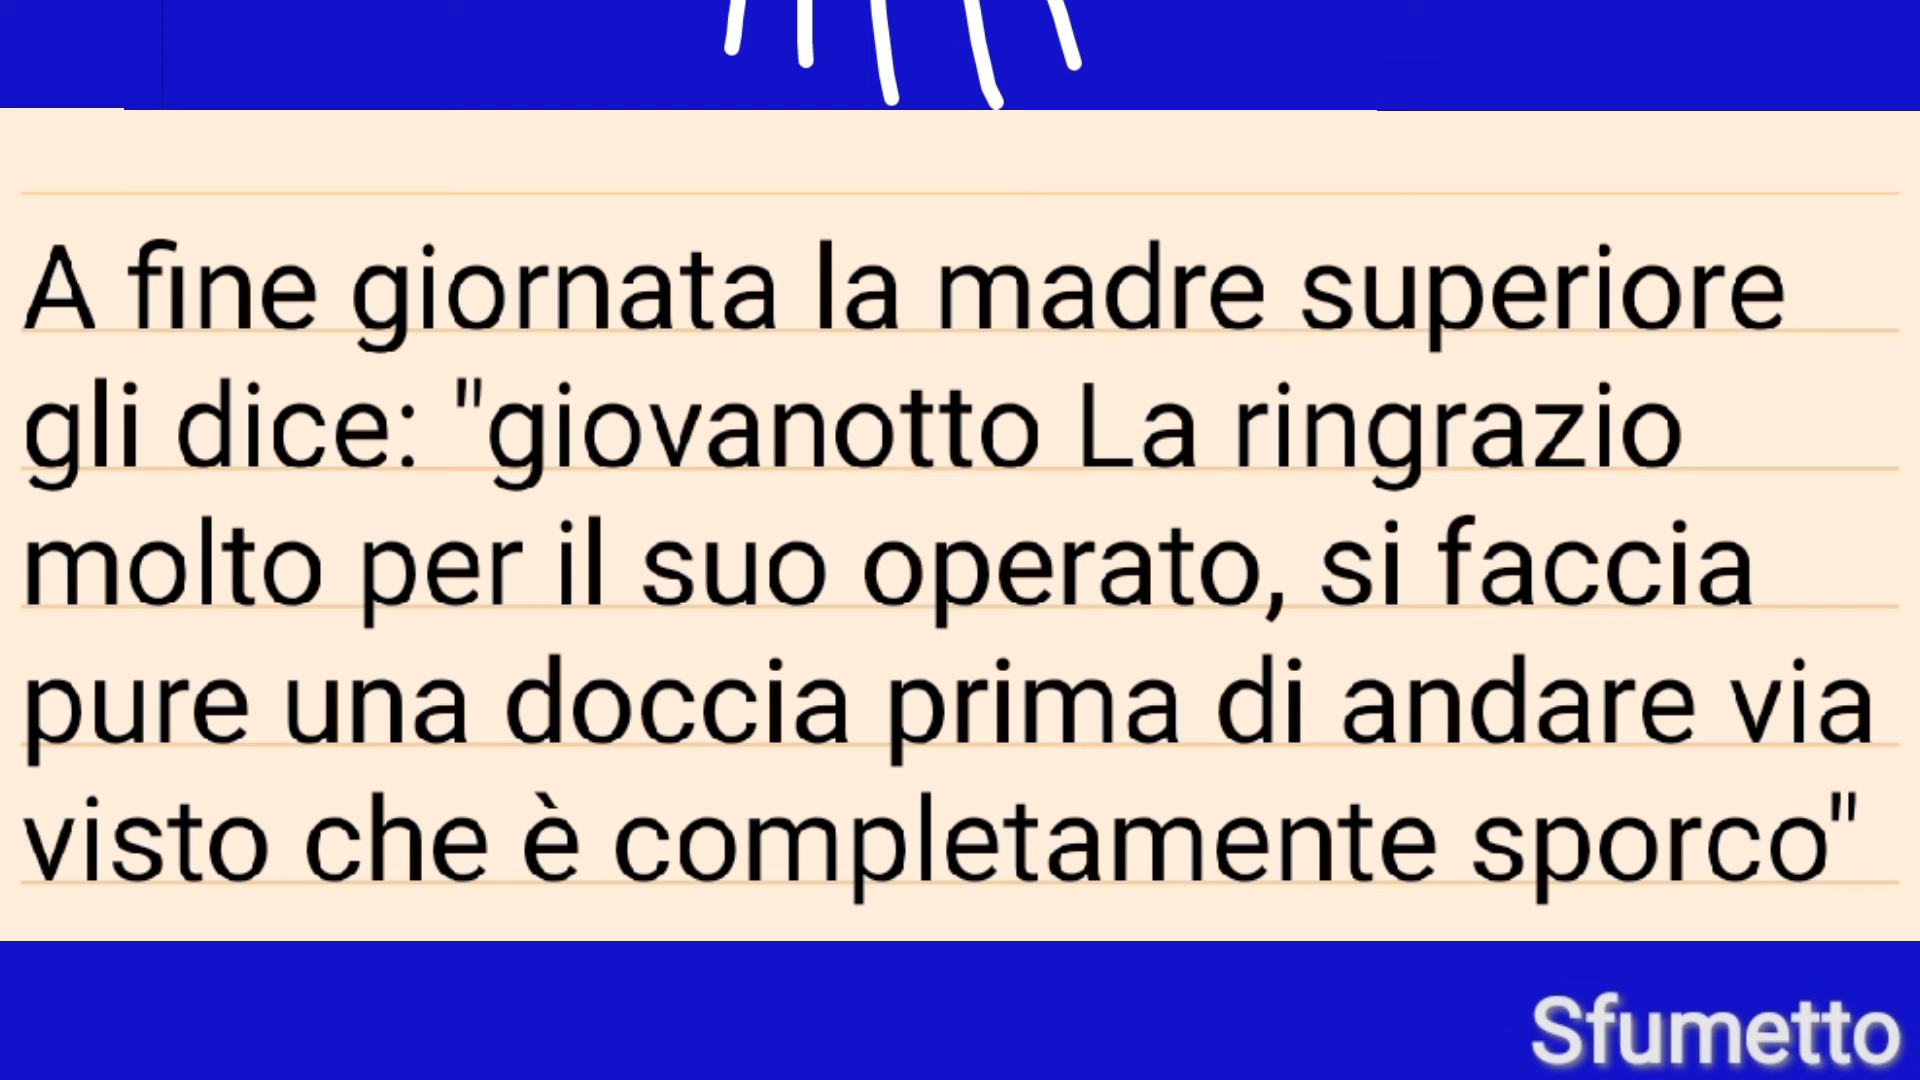 A fine giornata la madre superiore
gli dice: "giovanotto La ringrazio
molto per il suo operato, si faccia
pure una doccia prima di andare via
visto che è completamente sporco"
Sfumetto